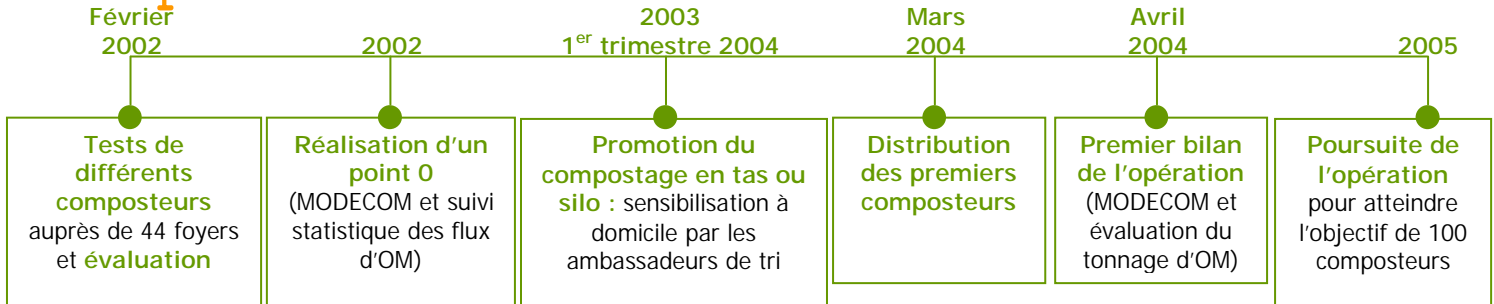 Février
2002
2002
2003
1er trimestre 2004
Mars
2004
Avril
2004
2005
Tests de
différents
composteurs
auprès de 44 foyers
et évaluation
Réalisation d'un
point 0
(MODECOM et suivi
statistique des flux
d'OM)
Promotion du
compostage en tas ou
silo : sensibilisation à
domicile par les
ambassadeurs de tri
Distribution
des premiers
composteurs
Premier bilan
de l'opération
(MODECOM et
évaluation du
tonnage d'OM)
Poursuite de
l'opération
pour atteindre
l'objectif de 100
composteurs